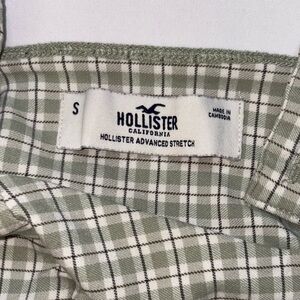 S
HOLLISTER
CALIFORNIA
HOLLISTER ADVANCED STRETCH
MADE IN
CAMBODIA